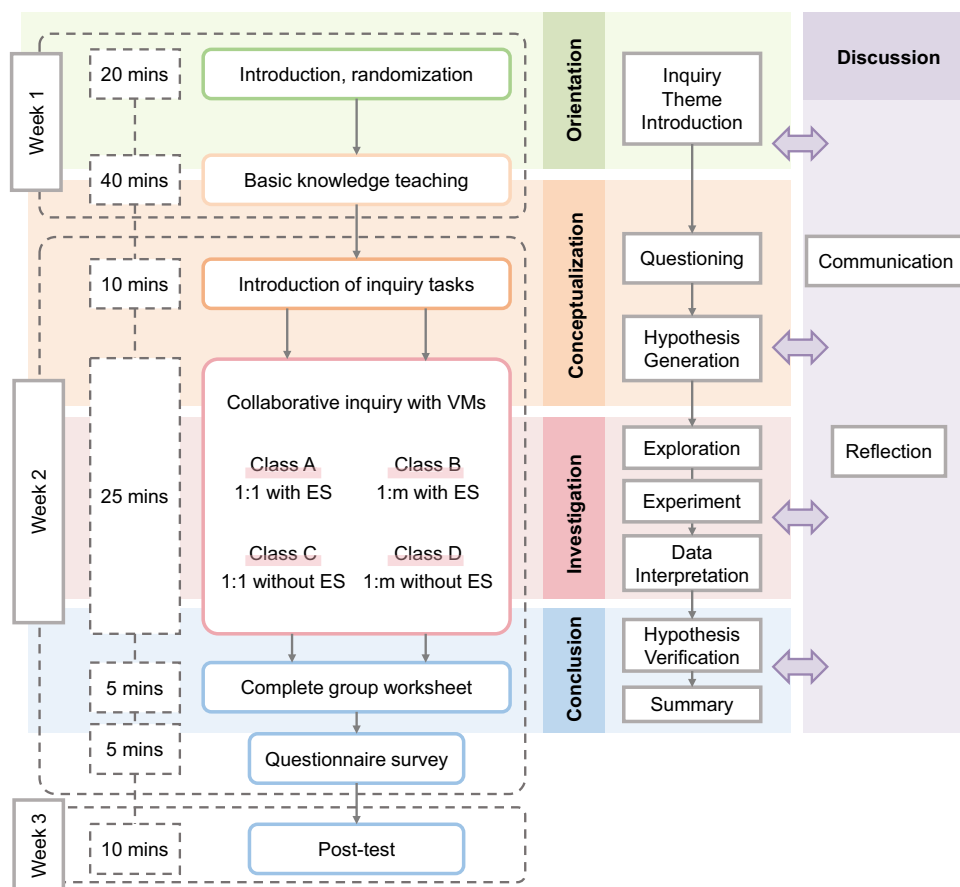 Week 1
20 mins
Introduction, randomization
40 mins
Basic knowledge teaching
Week 2
10 mins
Introduction of inquiry tasks
25 mins
Collaborative inquiry with VMs
Class A
1:1 with ES
Class B
1:m with ES
Class C
1:1 without ES
Class D
1:m without ES
5 mins
Complete group worksheet
5 mins
Questionnaire survey
Week 3
10 mins
Post-test
Orientation
Inquiry
Theme
Introduction
Conceptualization
Questioning
Hypothesis
Generation
Investigation
Exploration
Experiment
Data
Interpretation
Conclusion
Hypothesis
Verification
Summary
Discussion
Communication
Reflection